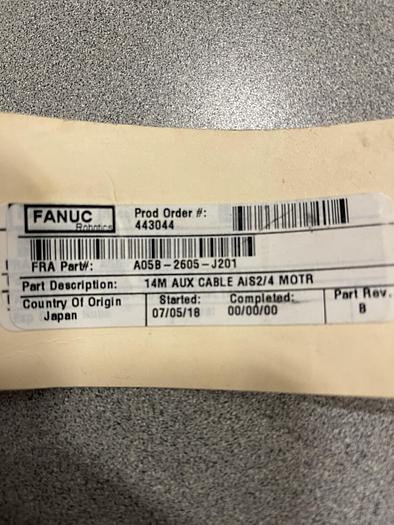 FANUC
Robotics
Prod Order #:
443044
FRA Part#: A05B-2605-J201
Part Description: 14M AUX CABLE AiS2/4 MOTR
Country Of Origin
Japan
Started:
07/05/18
Completed:
00/00/00
Part Rev.
B